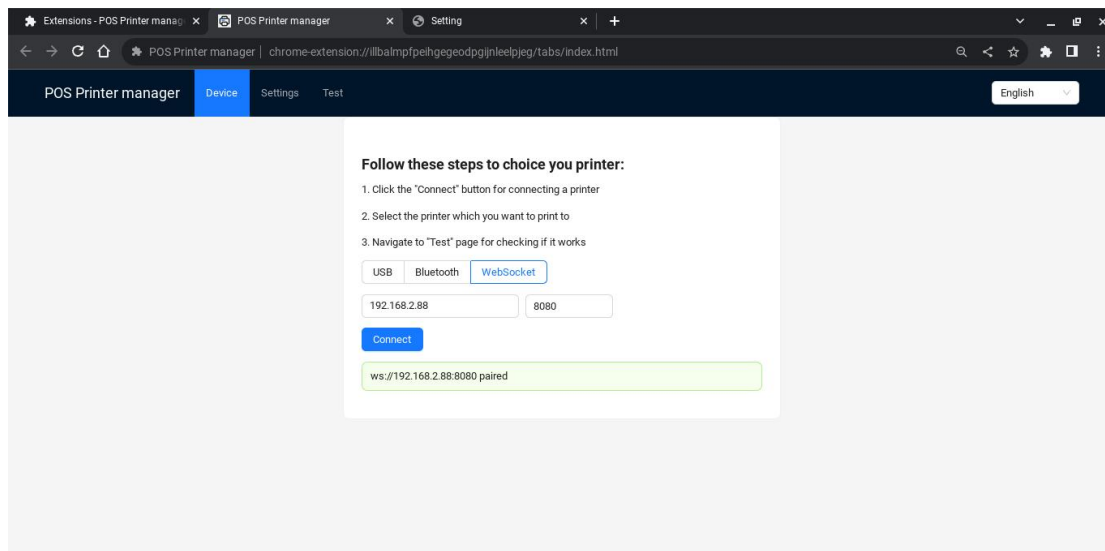 Extensions - POS Printer manag
POS Printer manager
Setting
POS Printer manager | chrome-extension://illbalmpfpeihgegeodpgijnleelpjeg/tabs/index.html
POS Printer manager Device Settings Test English
Follow these steps to choice you printer:
1. Click the "Connect" button for connecting a printer
2. Select the printer which you want to print to
3. Navigate to "Test" page for checking if it works
USB Bluetooth WebSocket
192.168.2.88 8080
Connect
ws://192.168.2.88:8080 paired